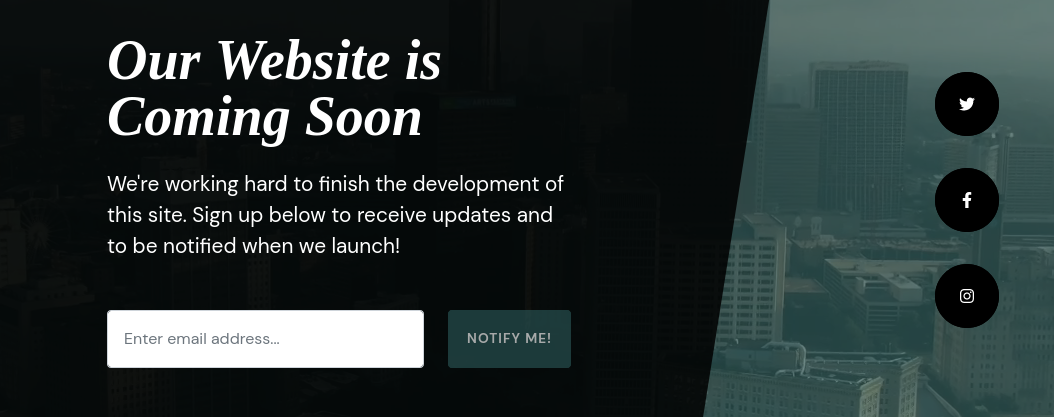 Our Website is
Coming Soon
We're working hard to finish the development of
this site. Sign up below to receive updates and
to be notified when we launch!
Enter email address...
NOTIFY ME!